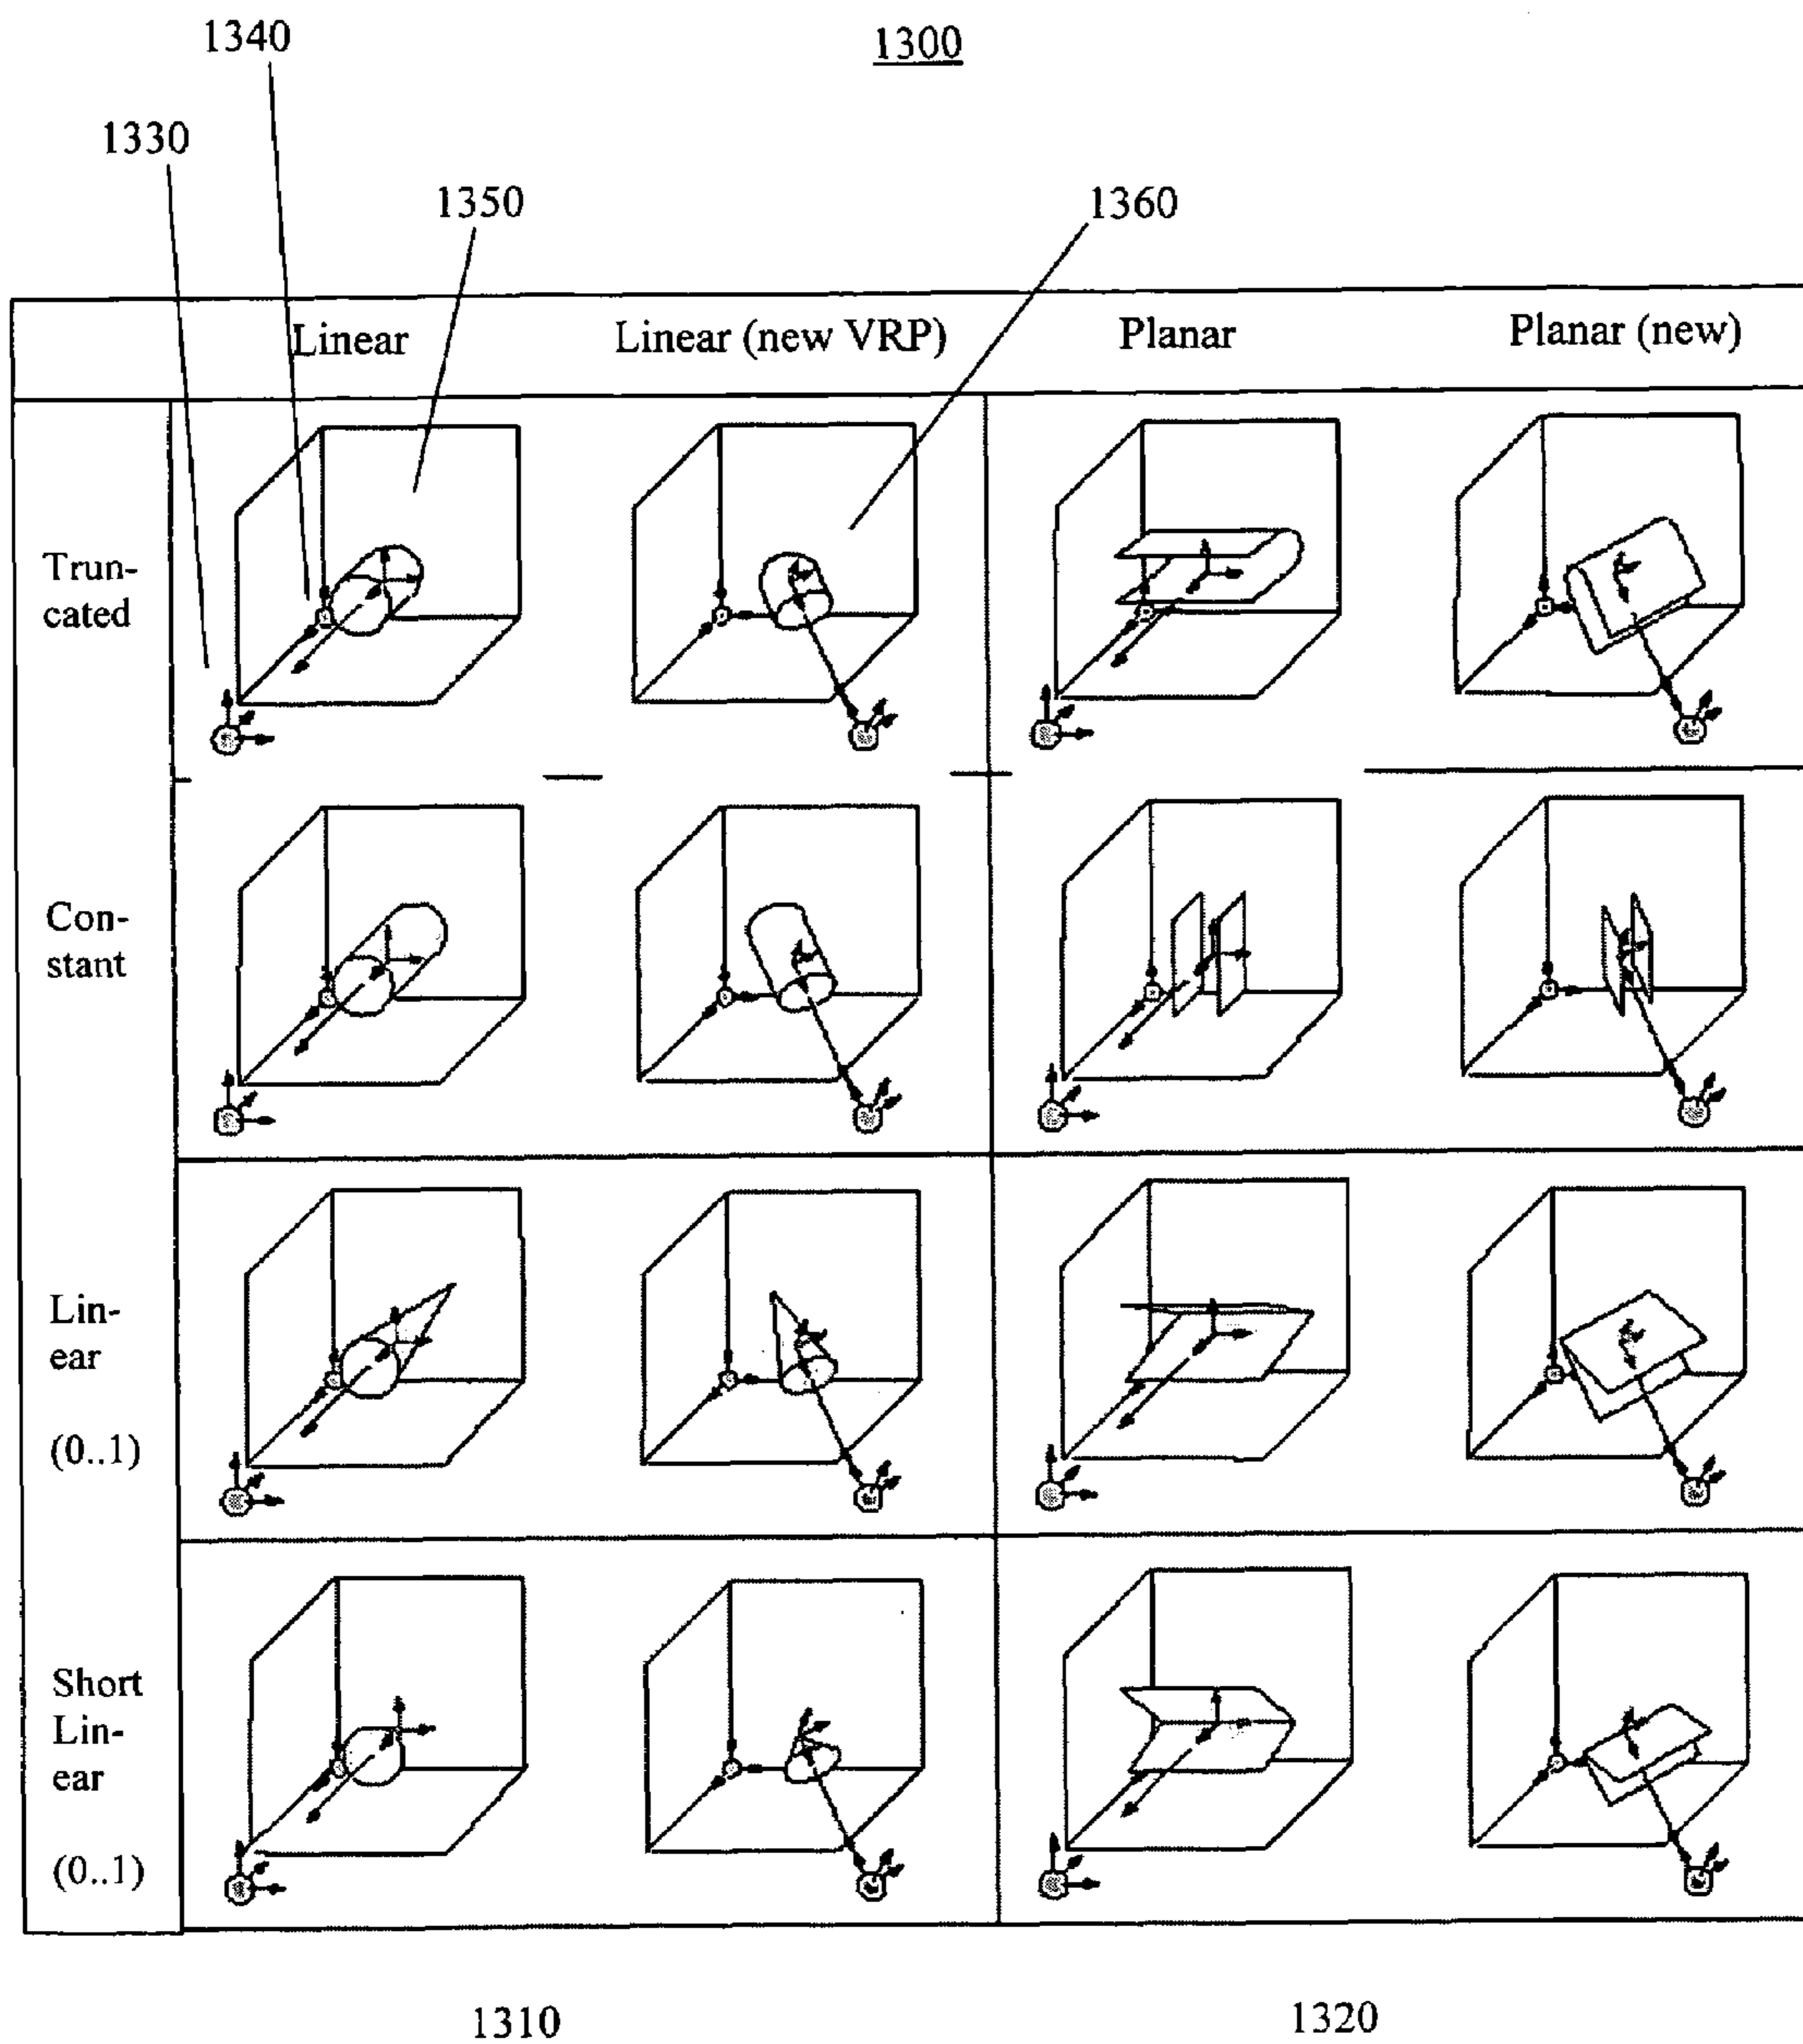 1340
1300
1330
1350
1360
Linear
Linear (new VRP)
Planar
Planar (new)
Trun-
cated
Con-
stant
Lin-
ear
(0..1)
Short
Lin-
ear
(0..1)
1310
1320